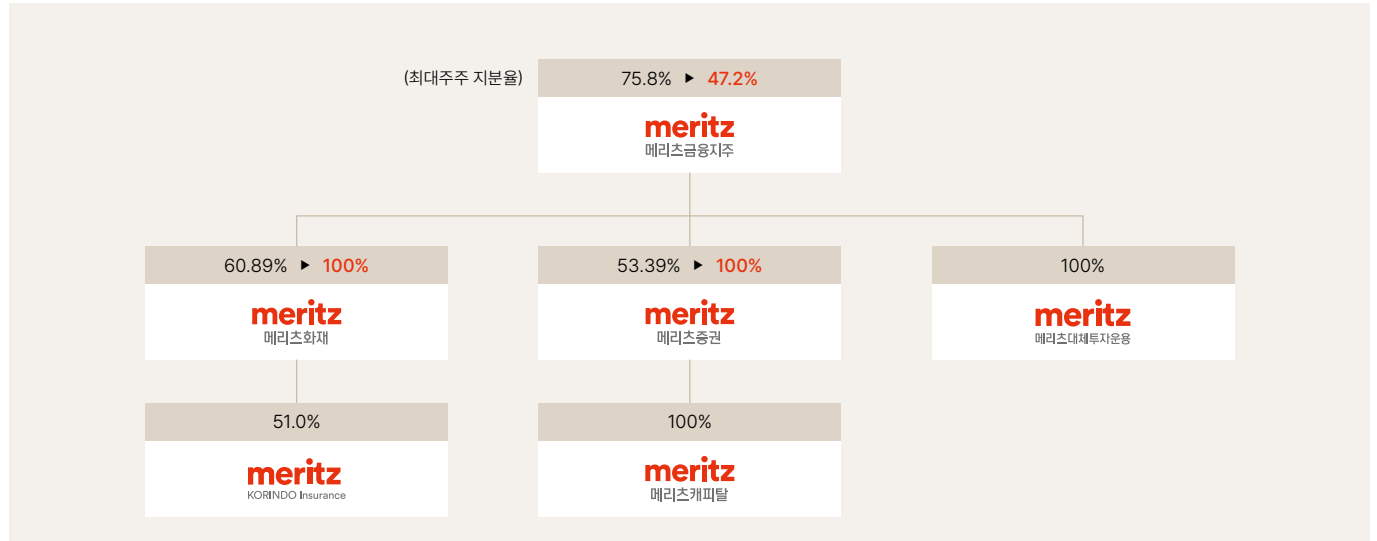 (최대주주 지분율)
75.8% ▶ 47.2%
meritz
메리츠금융지주
60.89% ▶ 100%
meritz
메리츠화재
53.39% ▶ 100%
meritz
메리츠증권
100%
meritz
메리츠대체투자운용
51.0%
meritz
KORINDO Insurance
100%
meritz
메리츠캐피탈